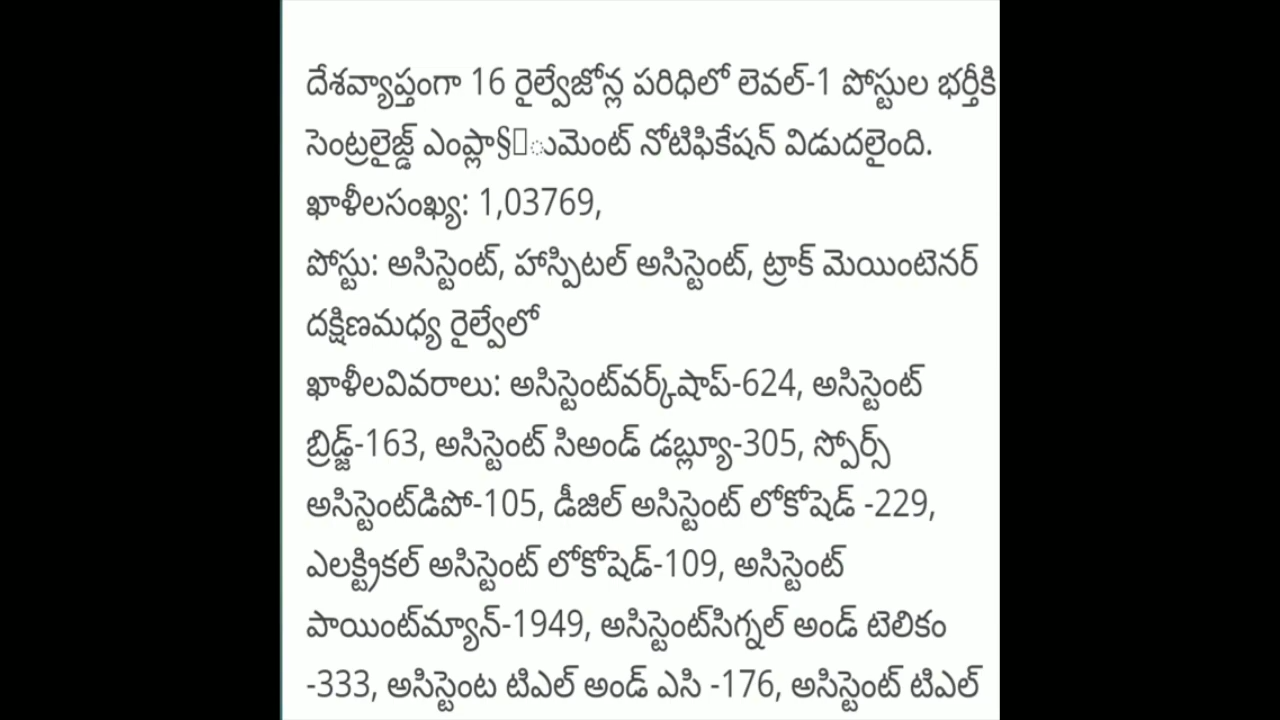 దేశవ్యాప్తంగా 16 రైల్వేజోన్ల పరిధిలో లెవల్-1 పోస్టుల భర్తీకి
సెంట్రలైజ్డ్ ఎంప్లా§ుమెంట్ నోటిఫికేషన్ విడుదలైంది.
ఖాళీలసంఖ్య: 1,03769,
పోస్టు: అసిస్టెంట్, హాస్పిటల్ అసిస్టెంట్, ట్రాక్ మెయింటెనర్
దక్షిణమధ్య రైల్వేలో
ఖాళీలవివరాలు: అసిస్టెంట్‌వర్క్‌షాప్-624, అసిస్టెంట్
బ్రిడ్జ్-163, అసిస్టెంట్ సిఅండ్ డబ్ల్యూ-305, స్పోర్స్
అసిస్టెంట్‌డిపో-105, డీజిల్ అసిస్టెంట్ లోకోషెడ్ -229,
ఎలక్ట్రికల్ అసిస్టెంట్ లోకోషెడ్-109, అసిస్టెంట్
పాయింట్‌మ్యాన్-1949, అసిస్టెంట్‌సిగ్నల్ అండ్ టెలికం
-333, అసిస్టెంట టిఎల్ అండ్ ఎసి -176, అసిస్టెంట్ టిఎల్